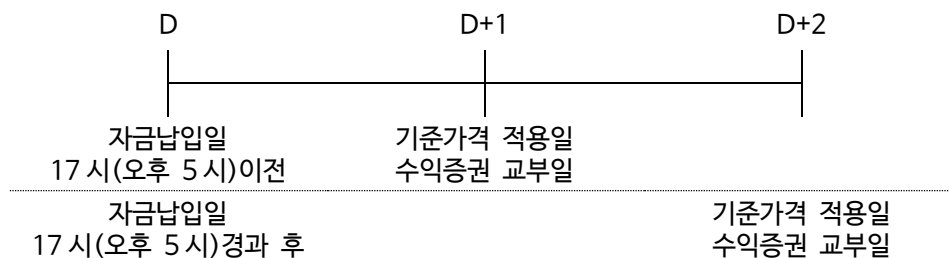 D D+1 D+2
자금납입일 기준가격 적용일
17 시(오후 5 시)이전 수익증권 교부일
자금납입일 기준가격 적용일
17 시(오후 5 시)경과 후 수익증권 교부일